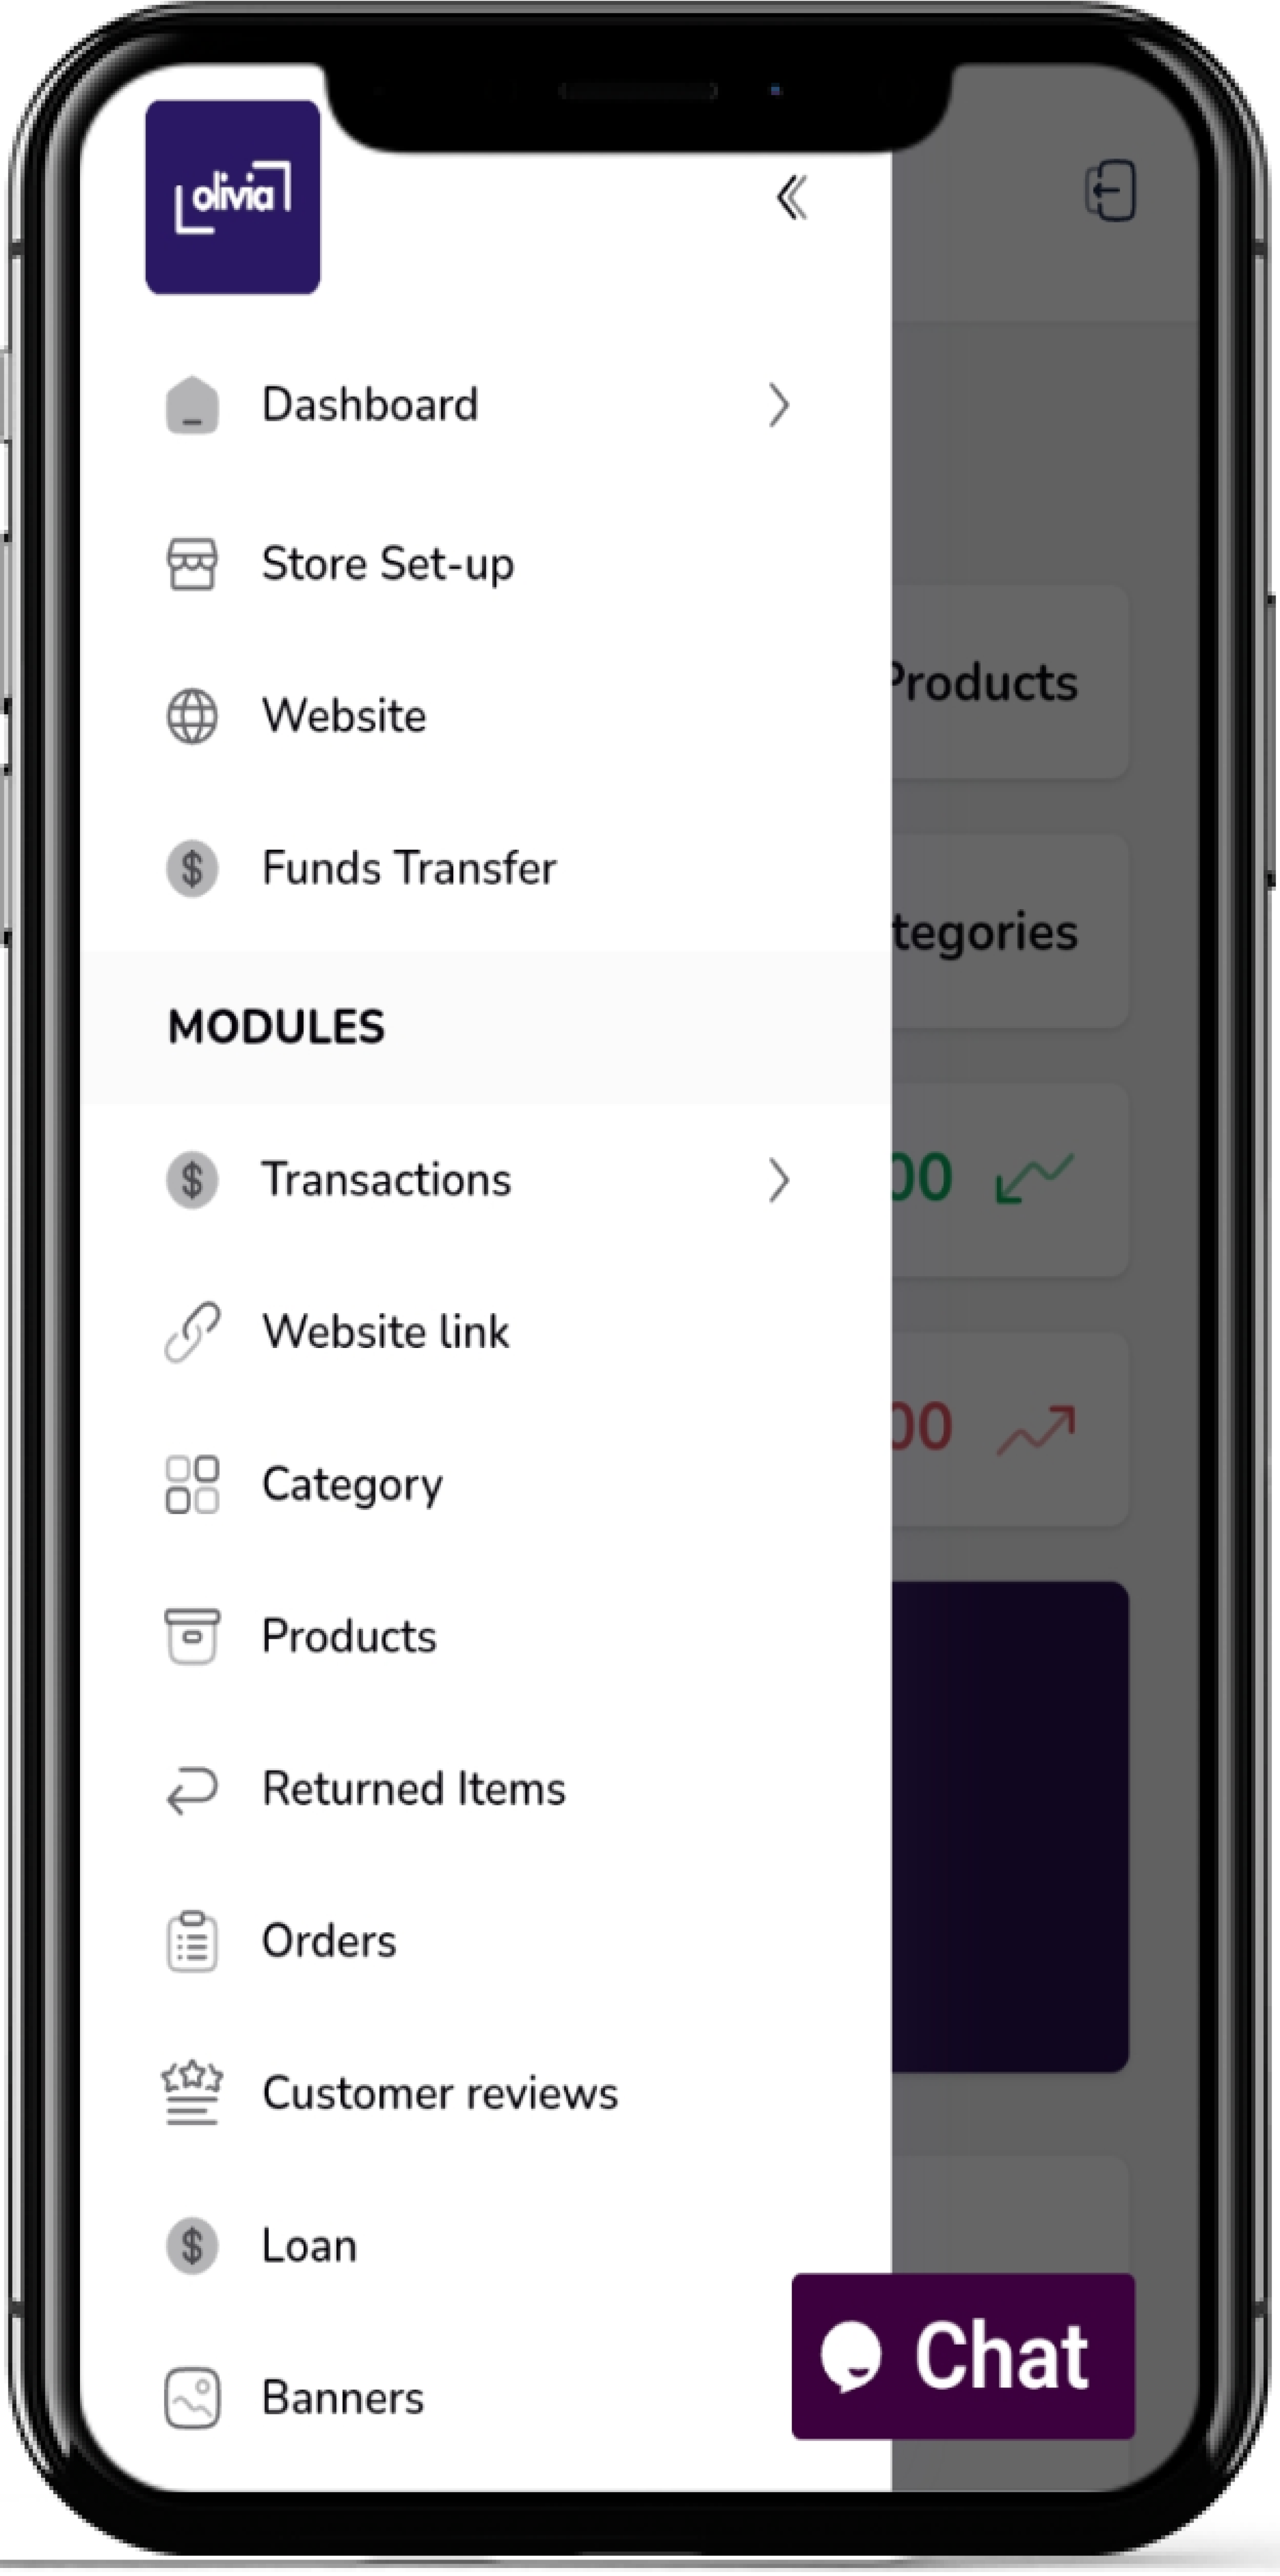 olivia
Dashboard
Store Set-up
Website
Funds Transfer
MODULES
Transactions
Website link
Category
Products
Returned Items
Orders
Customer reviews
Loan
Banners
Products
tegories
00
00
Chat